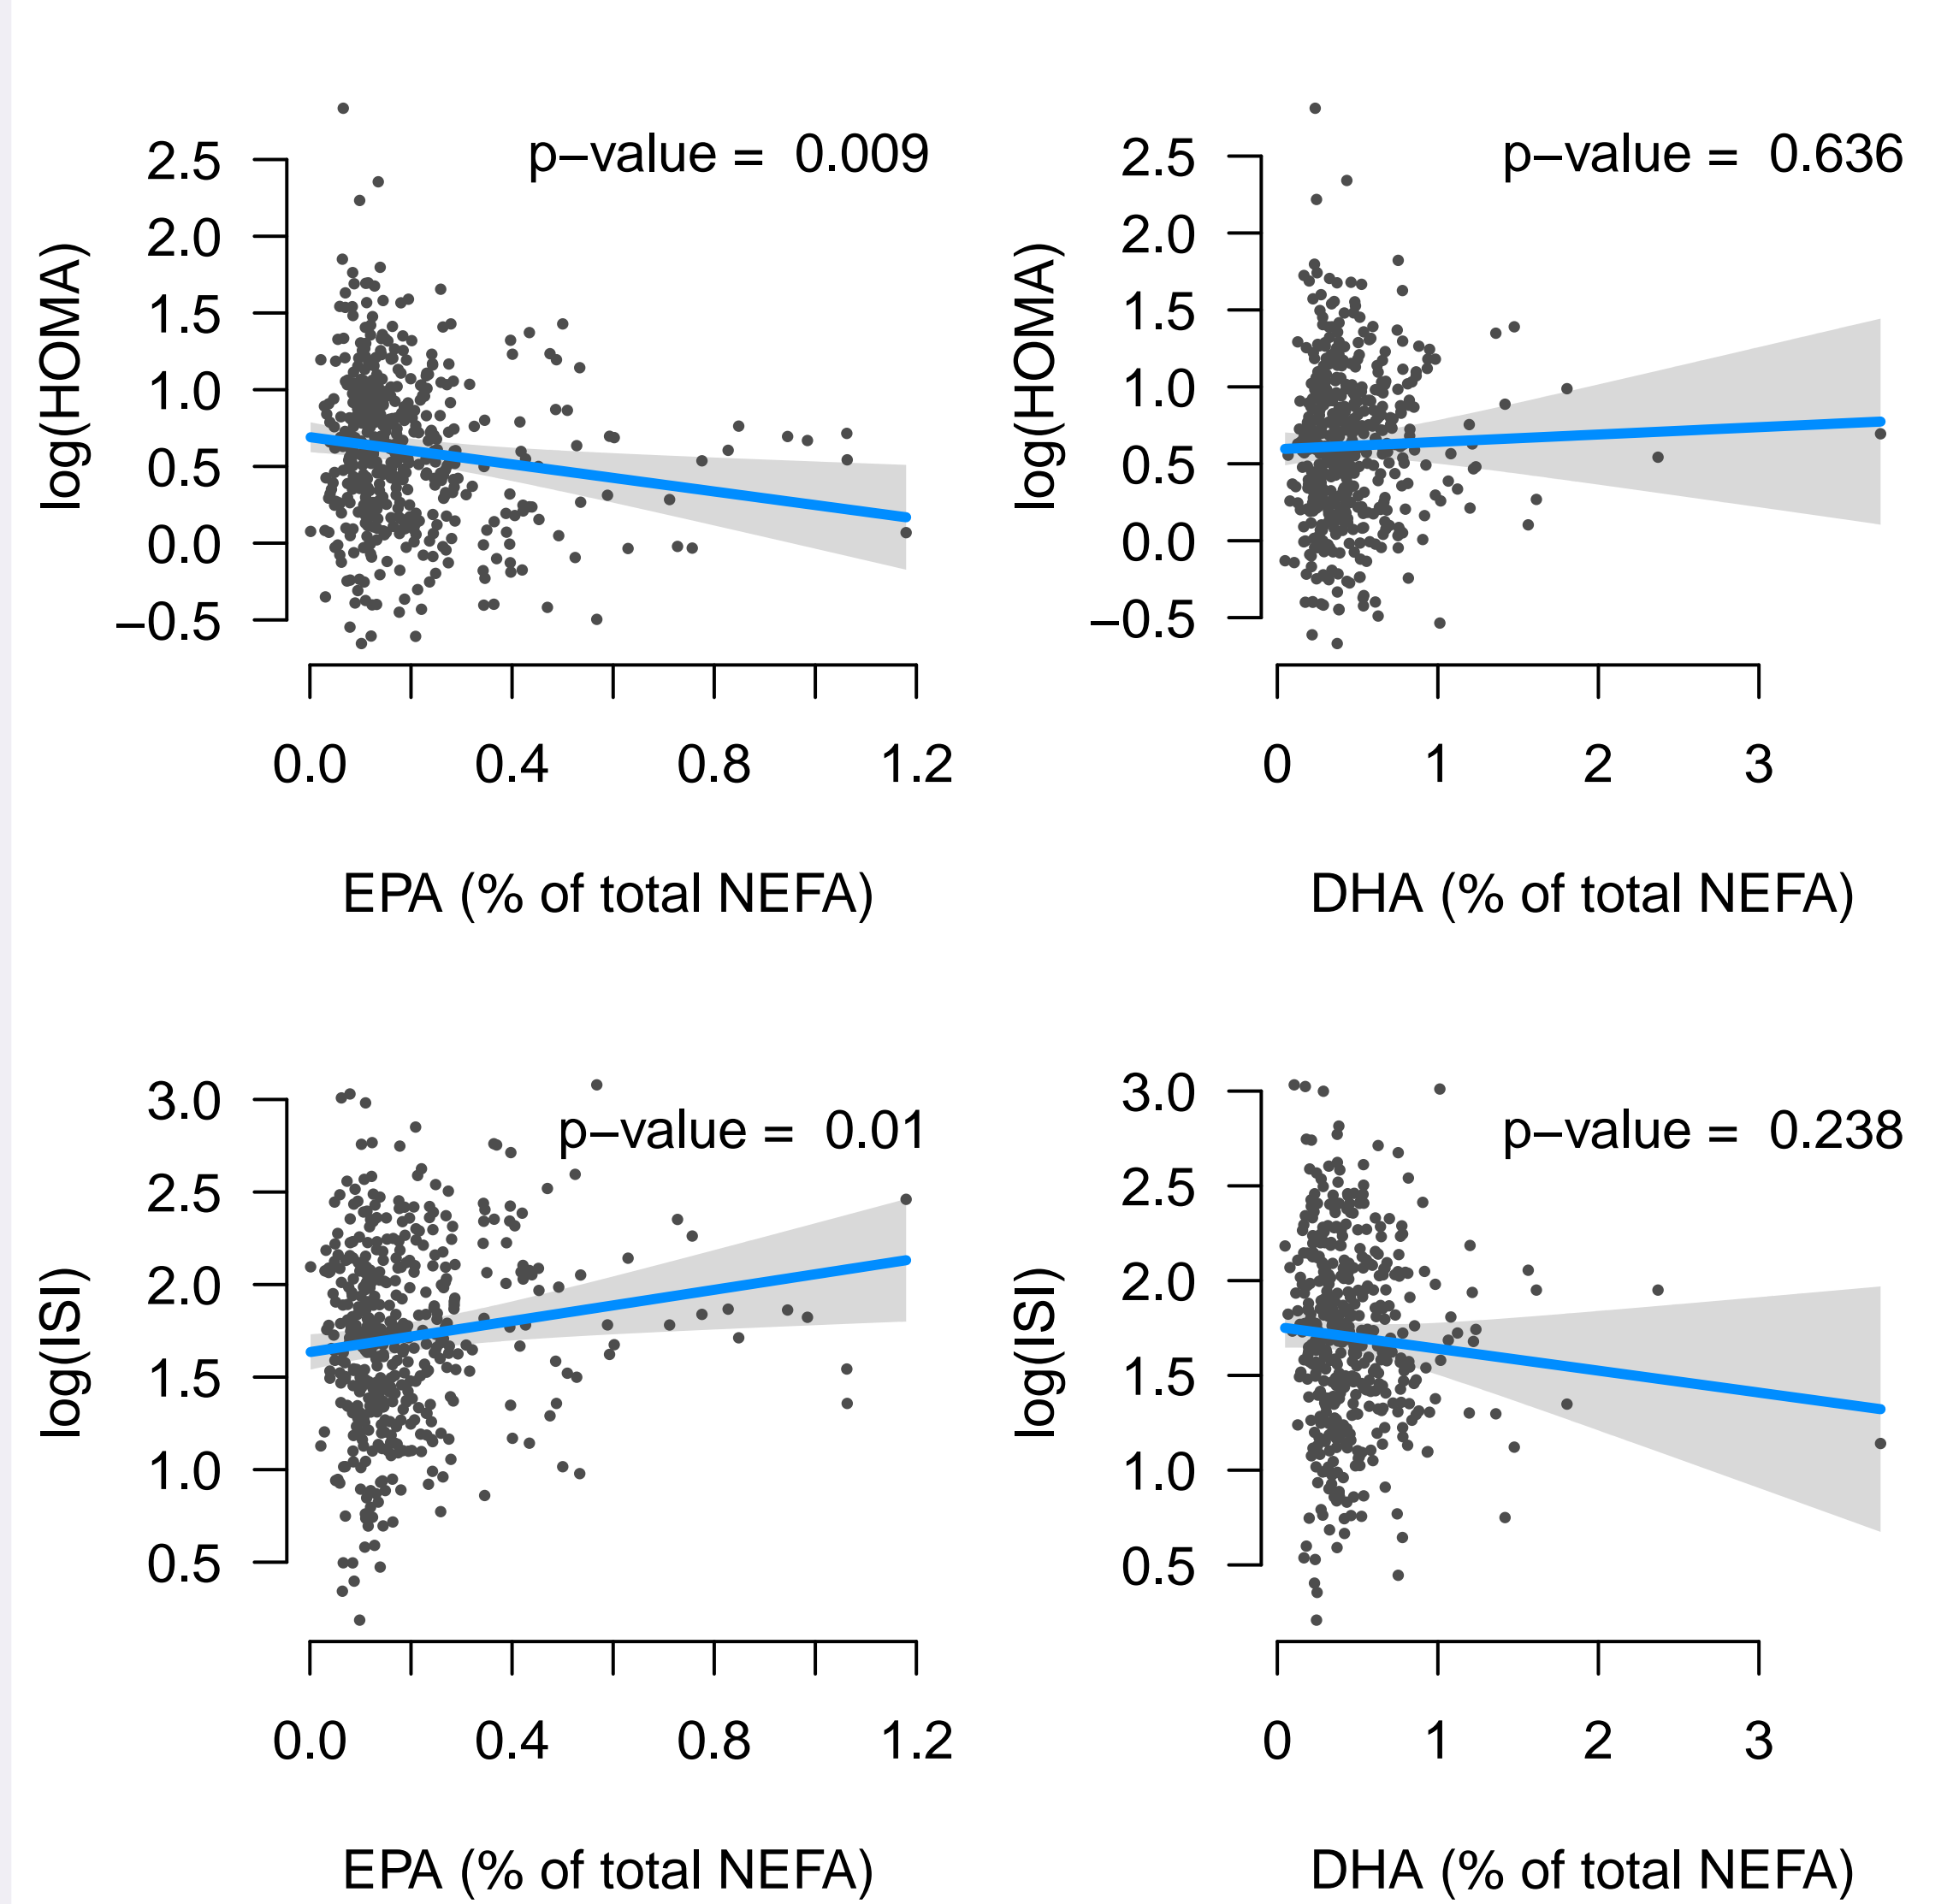 p−value = 0.009
log(HOMA)
2.5
2.0
1.5
1.0
0.5
0.0
−0.5
0.0 0.4 0.8 1.2
EPA (% of total NEFA)
p−value = 0.636
log(HOMA)
2.5
2.0
1.5
1.0
0.5
0.0
−0.5
0 1 2 3
DHA (% of total NEFA)
p−value = 0.01
log(ISI)
3.0
2.5
2.0
1.5
1.0
0.5
0.0 0.4 0.8 1.2
EPA (% of total NEFA)
p−value = 0.238
log(ISI)
3.0
2.5
2.0
1.5
1.0
0.5
0 1 2 3
DHA (% of total NEFA)